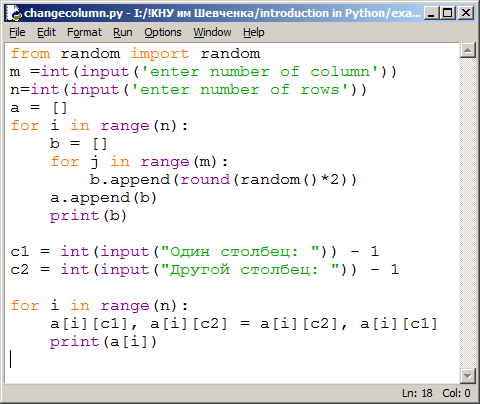 changecolumn.py - I:/!КНУ им Шевченка/introduction in Python/exa...
File Edit Format Run Options Windows Help
from random import random
m =int(input('enter number of column'))
n=int(input('enter number of rows'))
a = []
for i in range(n):
    b = []
    for j in range(m):
        b.append(round(random()*2))
    a.append(b)
    print(b)

c1 = int(input("Один столбец: ")) - 1
c2 = int(input("Другой столбец: ")) - 1

for i in range(n):
    a[i][c1], a[i][c2] = a[i][c2], a[i][c1]
    print(a[i])
Ln: 18 Col: 0